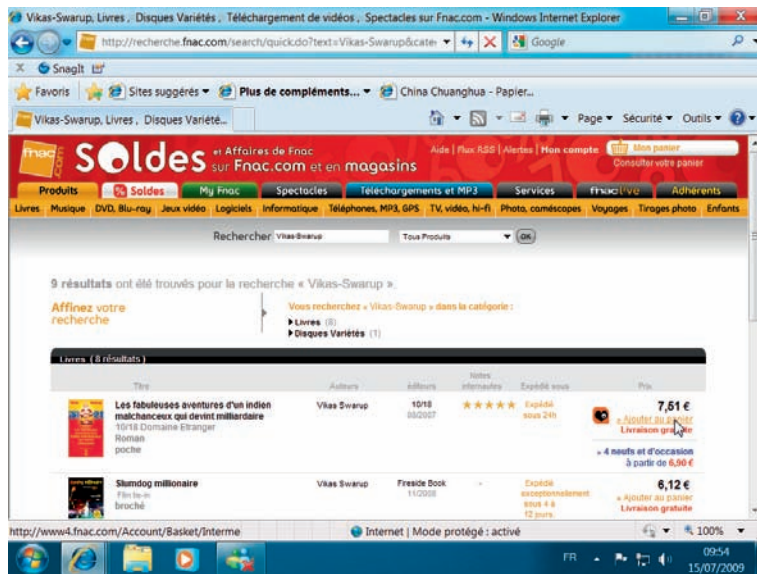 Vikas-Swarup, Livres , Disques Variétés , Téléchargement de vidéos , Spectacles sur Fnac.com - Windows Internet Explorer
http://recherche.fnac.com/search/quick.do?text=Vikas-Swarup&cate
Google
X SnagIt
Favoris Sites suggérés Plus de compléments... China Chuanghua - Papier...
Vikas-Swarup, Livres , Disques Variété... Page Sécurité Outils
fnac Soldes et Affaires de Fnac sur Fnac.com et en magasins
Aide | Flux RSS | Alertes | Mon compte Mon panier
Consulter votre panier
Produits % Soldes My Fnac Spectacles Téléchargements et MP3 Services fnac live Adhérents
Livres Musique DVD, Blu-ray Jeux vidéo Logiciels Informatique Téléphones, MP3, GPS TV, vidéo, hi-fi Photo, caméscopes Voyages Tirages photo Enfants
Rechercher Vikas-Swarup Tous Produits OK
9 résultats ont été trouvés pour la recherche « Vikas-Swarup ».
Affinez votre recherche
Vous recherchez « Vikas-Swarup » dans la catégorie :
Livres (8)
Disques Variétés (1)
Livres (8 résultats)
Titre Auteurs éditeurs Notes internautes Expédié sous Prix
Les fabuleuses aventures d'un indien Vikas Swarup 10/18 Expédié 7,51 €
malchanceux qui devint milliardaire 08/2007 sous 24h » Ajouter au panier
10/18 Domaine Etranger Livraison gratuite
Roman
poche » 4 neufs et d'occasion
à partir de 6,90 €
Slumdog millionaire Vikas Swarup Fireside Book - Expédié 6,12 €
Film tie-in 11/2008 exceptionnellement » Ajouter au panier
broché sous 4 à Livraison gratuite
12 jours.
http://www4.fnac.com/Account/Basket/Interme Internet | Mode protégé : activé 100%
FR 09:54
15/07/2009